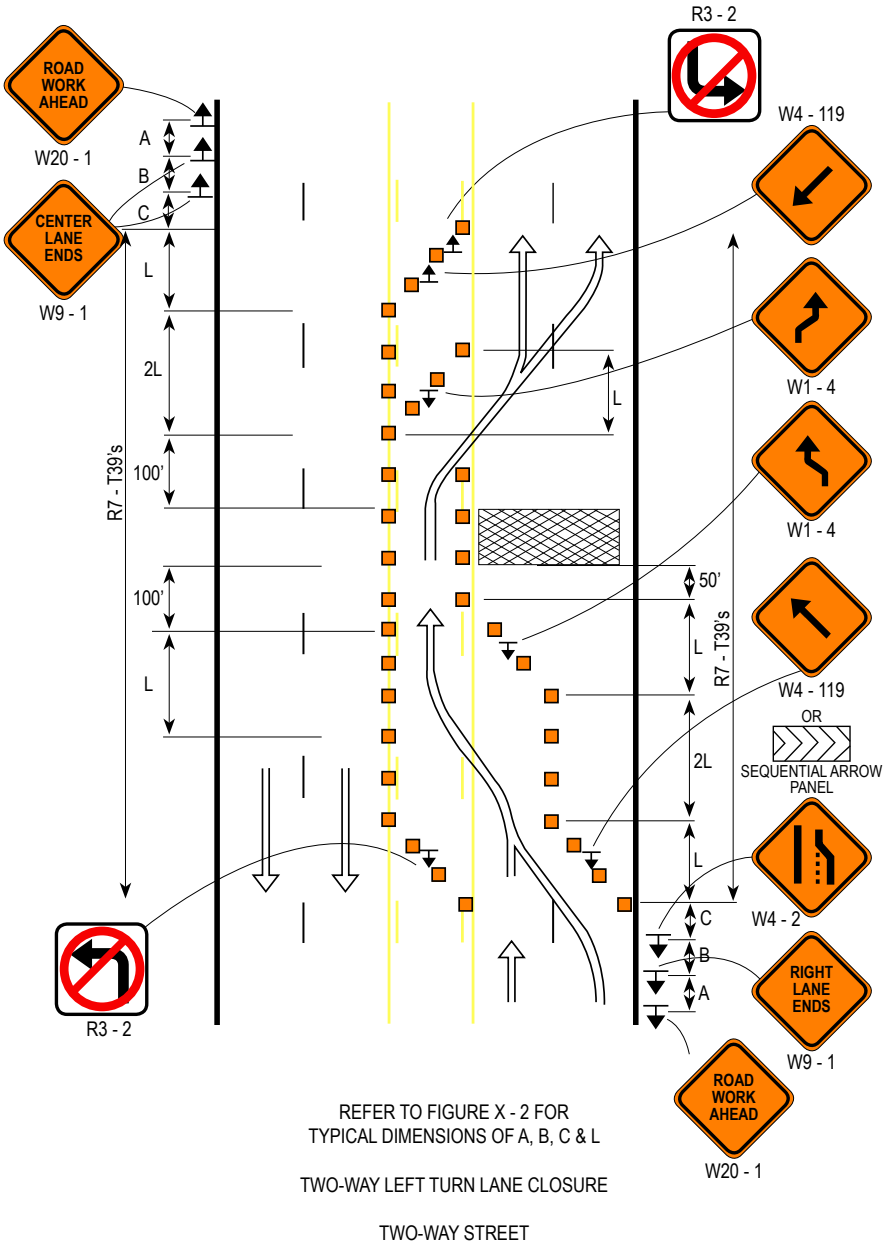 R3 - 2
ROAD
WORK
AHEAD
W20 - 1
A
B
C
CENTER
LANE
ENDS
W9 - 1
W4 - 119
L
2L
R7 - T39's
100'
100'
L
L
W1 - 4
W1 - 4
50'
L
R7 - T39's
2L
L
W4 - 119
OR
SEQUENTIAL ARROW
PANEL
C
B
A
W4 - 2
RIGHT
LANE
ENDS
W9 - 1
ROAD
WORK
AHEAD
W20 - 1
R3 - 2
REFER TO FIGURE X - 2 FOR
TYPICAL DIMENSIONS OF A, B, C & L
TWO-WAY LEFT TURN LANE CLOSURE
TWO-WAY STREET